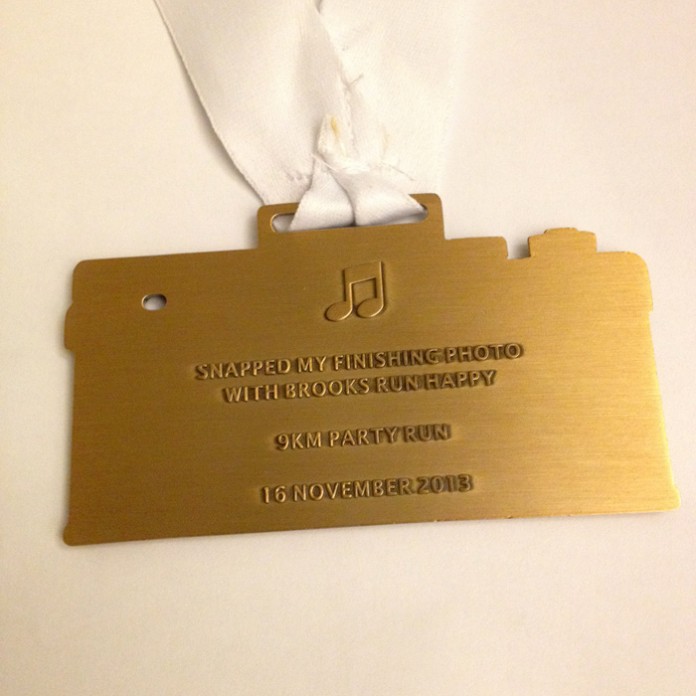 SNAPPED MY FINISHING PHOTO
WITH BROOKS RUN HAPPY
9KM PARTY RUN
16 NOVEMBER 2013